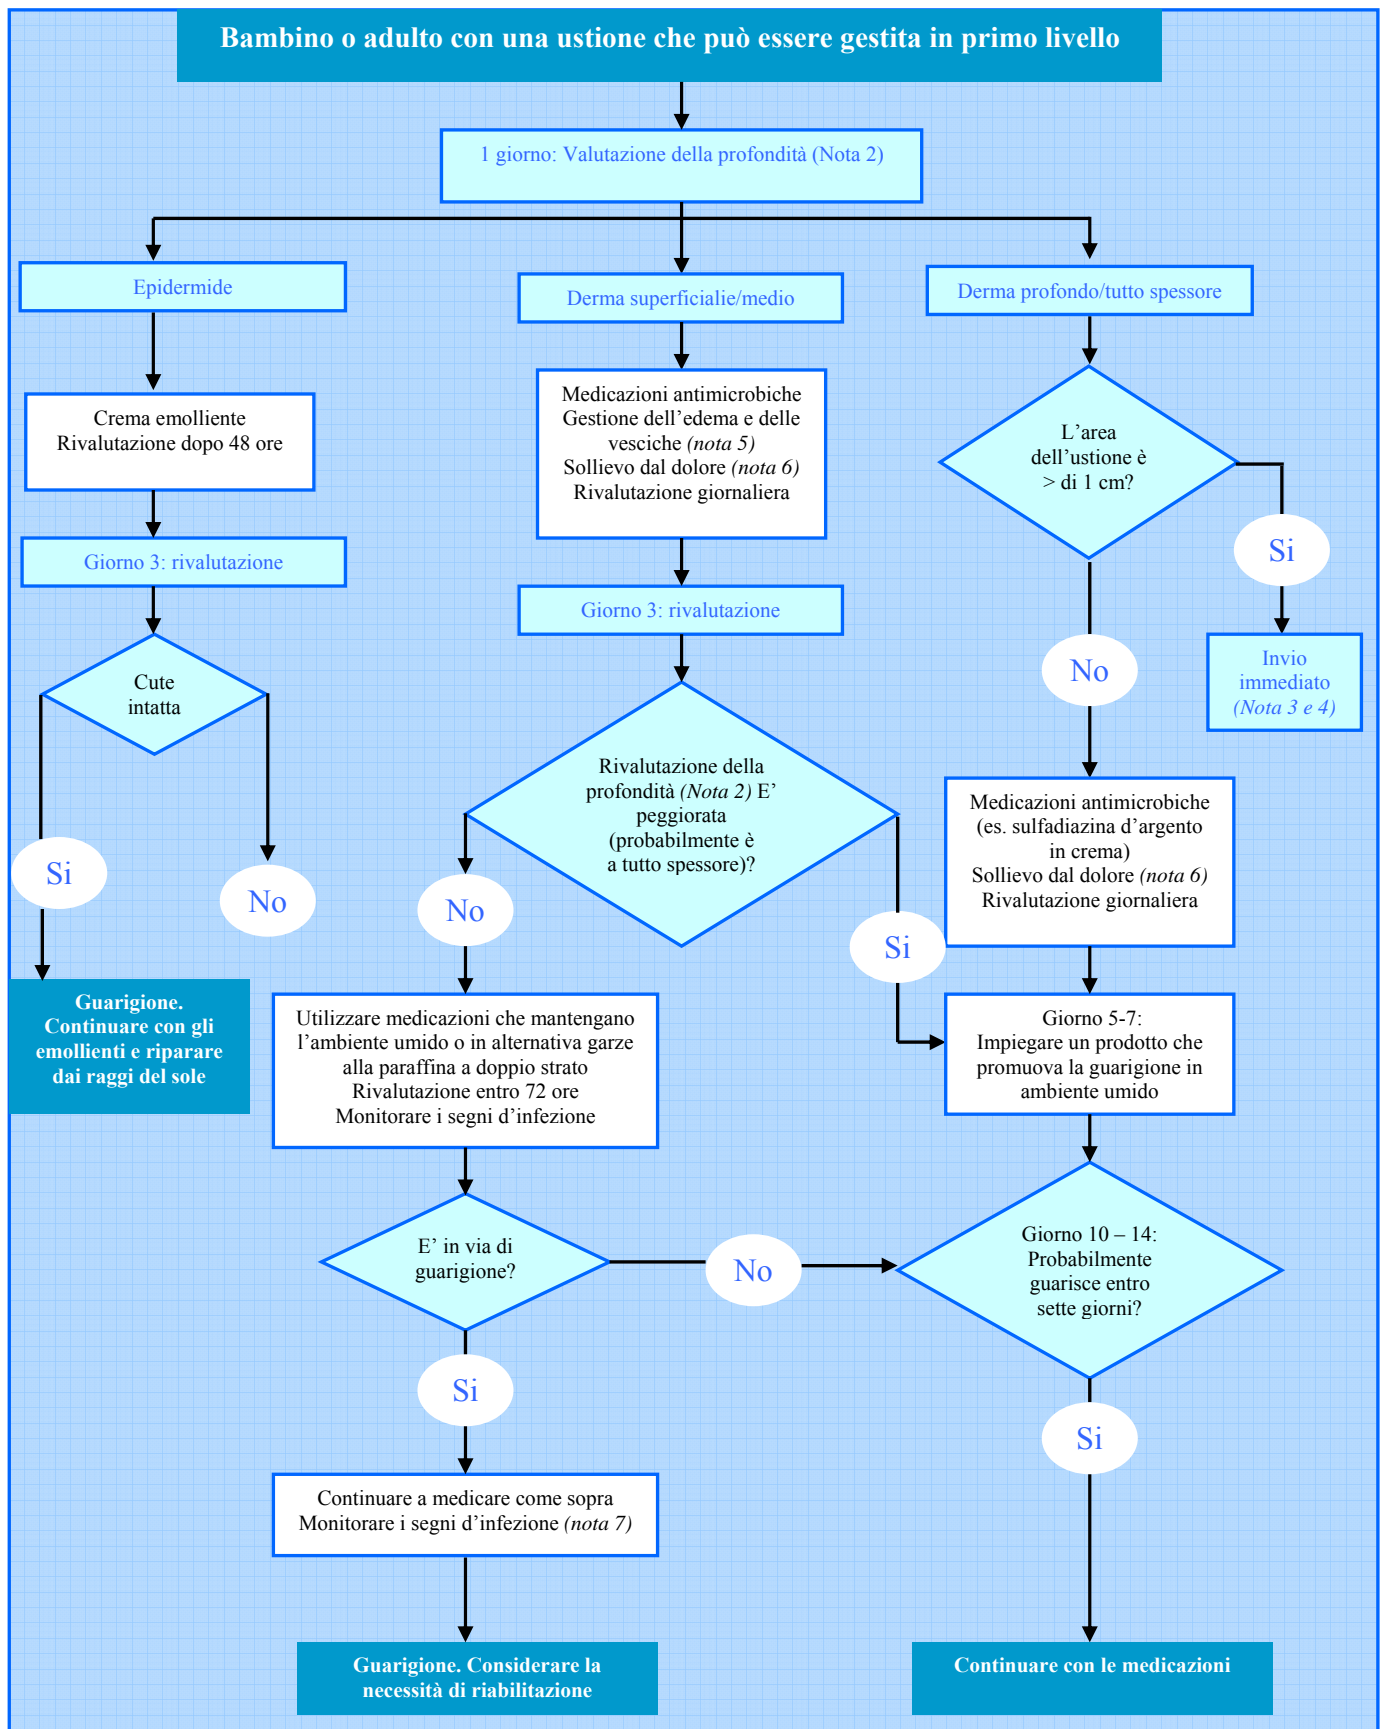 Bambino o adulto con una ustione che può essere gestita in primo livello
1 giorno: Valutazione della profondità (Nota 2)
Epidermide
Derma superficialie/medio
Derma profondo/tutto spessore
Crema emolliente
Rivalutazione dopo 48 ore
Medicazioni antimicrobiche
Gestione dell’edema e delle
vesciche (nota 5)
Sollievo dal dolore (nota 6)
Rivalutazione giornaliera
L’area
dell’ustione è
> di 1 cm?
Si
Giorno 3: rivalutazione
Giorno 3: rivalutazione
Invio
immediato
(Nota 3 e 4)
No
Cute
intatta
Si
No
Rivalutazione della
profondità (Nota 2) E’
peggiorata
(probabilmente è
a tutto spessore)?
No
Si
Medicazioni antimicrobiche
(es. sulfadiazina d’argento
in crema)
Sollievo dal dolore (nota 6)
Rivalutazione giornaliera
Guarigione.
Continuare con gli
emollienti e riparare
dai raggi del sole
Utilizzare medicazioni che mantengano
l’ambiente umido o in alternativa garze
alla paraffina a doppio strato
Rivalutazione entro 72 ore
Monitorare i segni d’infezione
Giorno 5-7:
Impiegare un prodotto che
promuova la guarigione in
ambiente umido
E’ in via di
guarigione?
No
Giorno 10 – 14:
Probabilmente
guarisce entro
sette giorni?
Si
Si
Continuare a medicare come sopra
Monitorare i segni d’infezione (nota 7)
Guarigione. Considerare la
necessità di riabilitazione
Continuare con le medicazioni